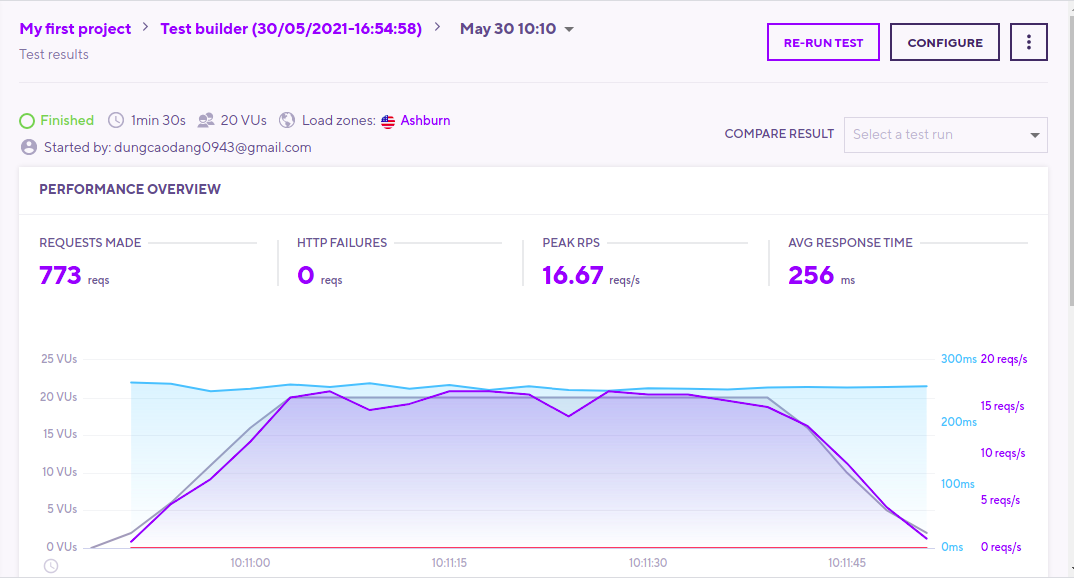 My first project > Test builder (30/05/2021-16:54:58) > May 30 10:10
RE-RUN TEST
CONFIGURE
Test results
Finished 1min 30s 20 VUs Load zones: Ashburn
Started by: dungcaodang0943@gmail.com
COMPARE RESULT
Select a test run
PERFORMANCE OVERVIEW
REQUESTS MADE
773 reqs
HTTP FAILURES
0 reqs
PEAK RPS
16.67 reqs/s
AVG RESPONSE TIME
256 ms
25 VUs
20 VUs
15 VUs
10 VUs
5 VUs
0 VUs
300ms
200ms
100ms
0ms
20 reqs/s
15 reqs/s
10 reqs/s
5 reqs/s
0 reqs/s
10:11:00
10:11:15
10:11:30
10:11:45